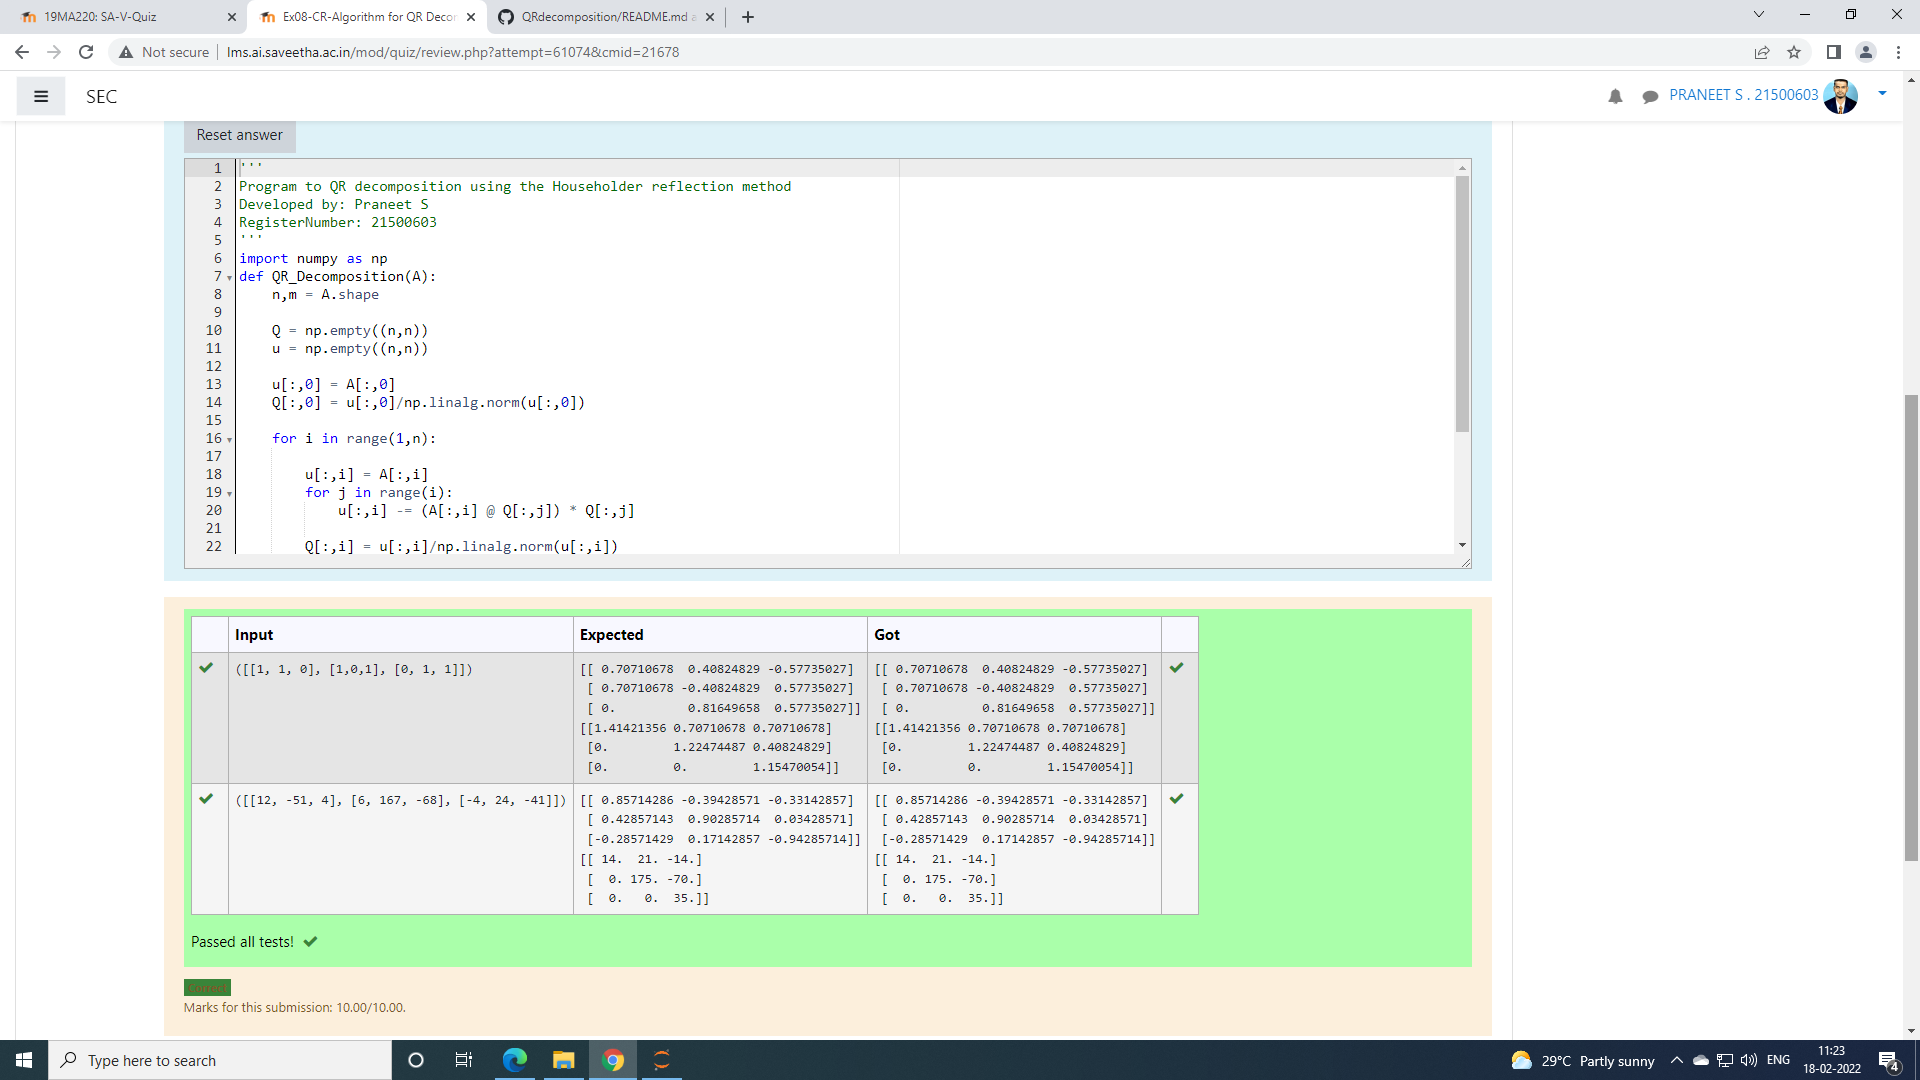 19MA220: SA-V-Quiz
Ex08-CR-Algorithm for QR Decor
QRdecomposition/README.md a
Not secure
lms.ai.saveetha.ac.in/mod/quiz/review.php?attempt=61074&cmid=21678
SEC
PRANEET S . 21500603
Reset answer
1 '''
2 Program to QR decomposition using the Householder reflection method
3 Developed by: Praneet S
4 RegisterNumber: 21500603
5 '''
6 import numpy as np
7 def QR_Decomposition(A):
8 n,m = A.shape
9
10 Q = np.empty((n,n))
11 u = np.empty((n,n))
12
13 u[:,0] = A[:,0]
14 Q[:,0] = u[:,0]/np.linalg.norm(u[:,0])
15
16 for i in range(1,n):
17
18 u[:,i] = A[:,i]
19 for j in range(i):
20 u[:,i] -= (A[:,i] @ Q[:,j]) * Q[:,j]
21
22 Q[:,i] = u[:,i]/np.linalg.norm(u[:,i])
Input Expected Got
([[1, 1, 0], [1,0,1], [0, 1, 1]]) [[ 0.70710678 0.40824829 -0.57735027] [[ 0.70710678 0.40824829 -0.57735027]
[ 0.70710678 -0.40824829 0.57735027] [ 0.70710678 -0.40824829 0.57735027]
[ 0. 0.81649658 0.57735027]] [ 0. 0.81649658 0.57735027]]
[[1.41421356 0.70710678 0.70710678] [[1.41421356 0.70710678 0.70710678]
[0. 1.22474487 0.40824829] [0. 1.22474487 0.40824829]
[0. 0. 1.15470054]] [0. 0. 1.15470054]]
([[12, -51, 4], [6, 167, -68], [-4, 24, -41]]) [[ 0.85714286 -0.39428571 -0.33142857] [[ 0.85714286 -0.39428571 -0.33142857]
[ 0.42857143 0.90285714 0.03428571] [ 0.42857143 0.90285714 0.03428571]
[-0.28571429 0.17142857 -0.94285714]] [-0.28571429 0.17142857 -0.94285714]]
[[ 14. 21. -14.] [[ 14. 21. -14.]
[ 0. 175. -70.] [ 0. 175. -70.]
[ 0. 0. 35.]] [ 0. 0. 35.]]
Passed all tests!
Correct
Marks for this submission: 10.00/10.00.
Type here to search
29°C Partly sunny
ENG
11:23
18-02-2022
4